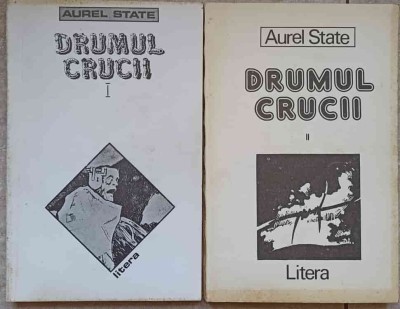 AUREL STATE
DRUMUL
CRUCII
I
litera
Aurel State
DRUMUL
CRUCII
II
Litera